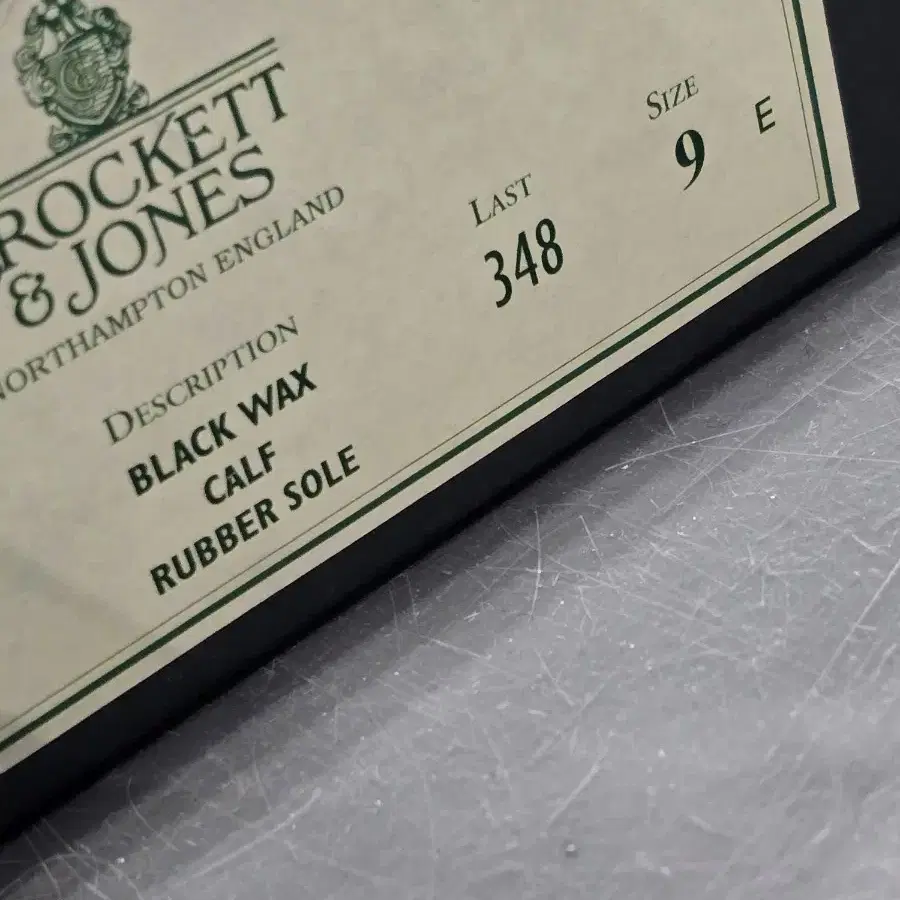 ROCKETT
& JONES
NORTHAMPTON ENGLAND
DESCRIPTION
BLACK WAX
CALF
RUBBER SOLE
LAST
348
SIZE
9 E